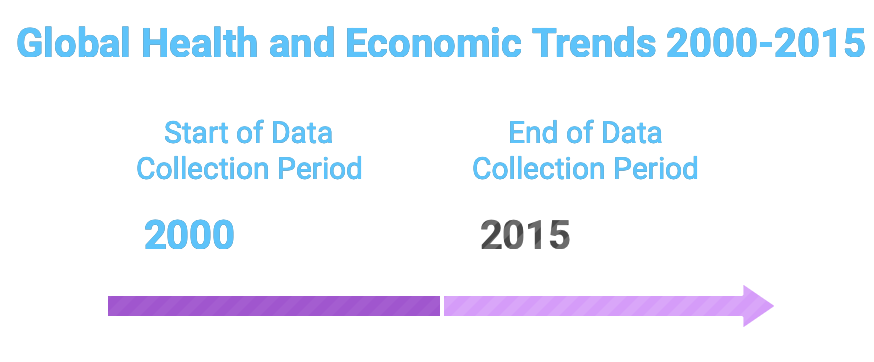 Global Health and Economic Trends 2000-2015
Start of Data
Collection Period
2000
End of Data
Collection Period
2015